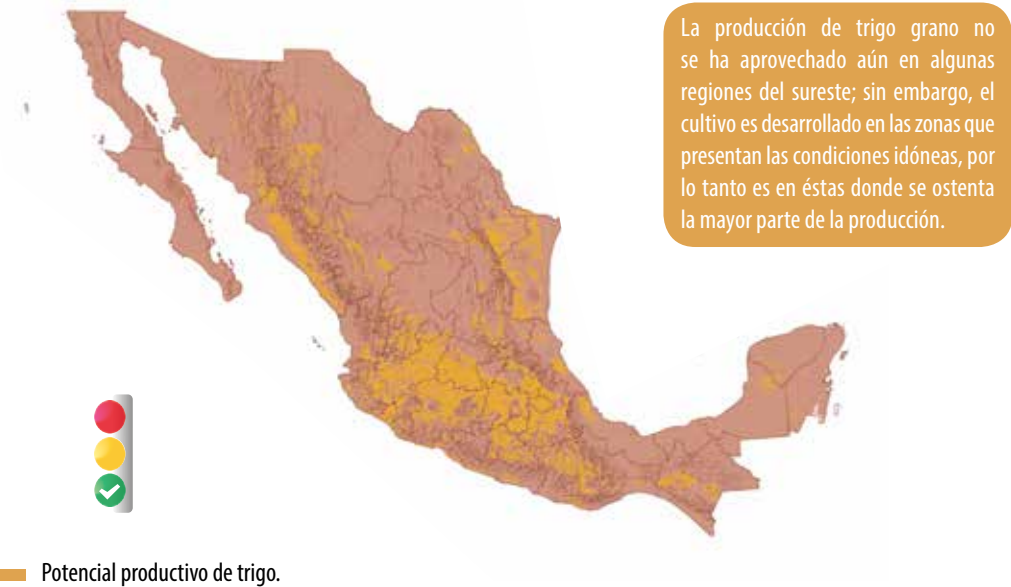 La producción de trigo grano no
se ha aprovechado aún en algunas
regiones del sureste; sin embargo, el
cultivo es desarrollado en las zonas que
presentan las condiciones idóneas, por
lo tanto es en éstas donde se ostenta
la mayor parte de la producción.
Potencial productivo de trigo.